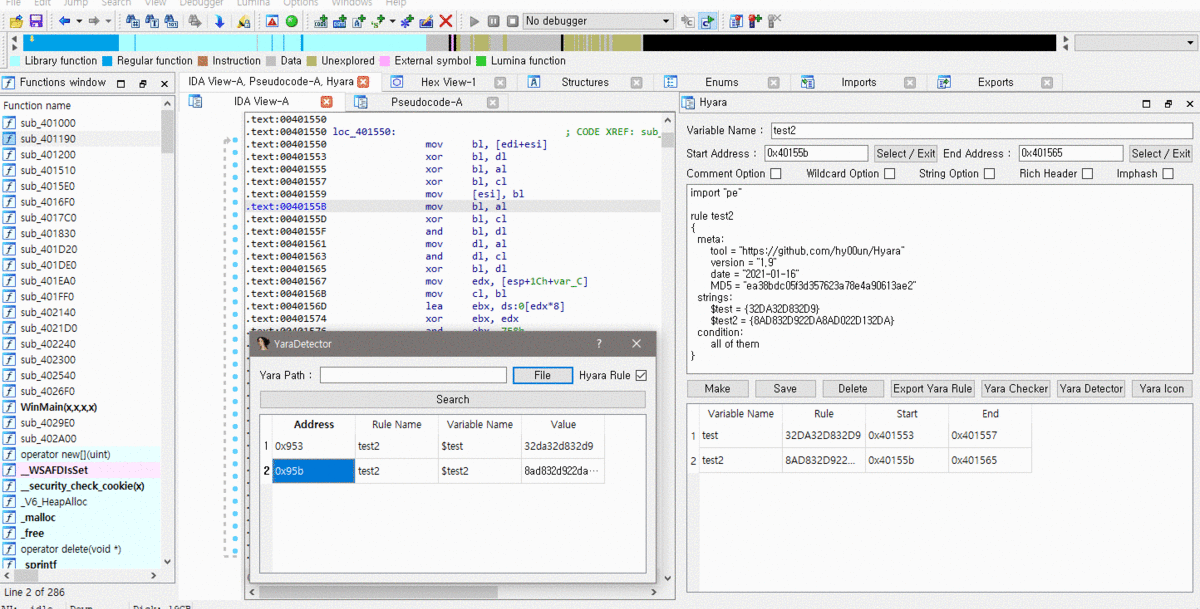 File Edit Jump Search View Debugger Lumina Options Windows Help
No debugger
Library function Regular function Instruction Data Unexplored External symbol Lumina function
Functions window
Function name
sub_401000
sub_401190
sub_401200
sub_401510
sub_4015E0
sub_4016F0
sub_4017C0
sub_401830
sub_401D20
sub_401DE0
sub_401EA0
sub_401FF0
sub_402140
sub_4021D0
sub_402240
sub_402300
sub_402540
sub_4026F0
WinMain(x,x,x,x)
sub_4029E0
sub_402A00
operator new[](uint)
__WSAFDIsSet
__security_check_cookie(x)
_V6_HeapAlloc
_malloc
_free
operator delete(void *)
_sprintf
Line 2 of 286
IDA View-A, Pseudocode-A, Hyara Hex View-1 Structures Enums Imports Exports
IDA View-A Pseudocode-A
.text:00401550
.text:00401550 loc_401550: ; CODE XREF: sub_
.text:00401550 mov bl, [edi+esi]
.text:00401553 xor bl, dl
.text:00401555 xor bl, al
.text:00401557 xor bl, cl
.text:00401559 mov [esi], bl
.text:0040155B mov bl, al
.text:0040155D xor bl, cl
.text:0040155F and bl, dl
.text:00401561 mov dl, al
.text:00401563 and dl, cl
.text:00401565 xor bl, dl
.text:00401567 mov edx, [esp+1Ch+var_C]
.text:0040156B mov cl, bl
.text:0040156D lea ebx, ds:0[edx*8]
.text:00401574 xor ebx, edx
.text:00401576 and ebx, 758h
YaraDetector ?
Yara Path : File Hyara Rule
Search
Address Rule Name Variable Name Value
1 0x953 test2 $test 32da32d832d9
2 0x95b test2 $test2 8ad832d922da...
Hyara
Variable Name : test2
Start Address : 0x40155b Select / Exit End Address : 0x401565 Select / Exit
Comment Option Wildcard Option String Option Rich Header Imphash
import "pe"
rule test2
{
meta:
tool = "https://github.com/hy00un/Hyara"
version = "1.9"
date = "2021-01-16"
MD5 = "ea38bdc05f3d357623a78e4a90613ae2"
strings:
$test = {32DA32D832D9}
$test2 = {8AD832D922DA8AD022D132DA}
condition:
all of them
}
Make Save Delete Export Yara Rule Yara Checker Yara Detector Yara Icon
Variable Name Rule Start End
1 test 32DA32D832D9 0x401553 0x401557
2 test2 8AD832D922... 0x40155b 0x401565